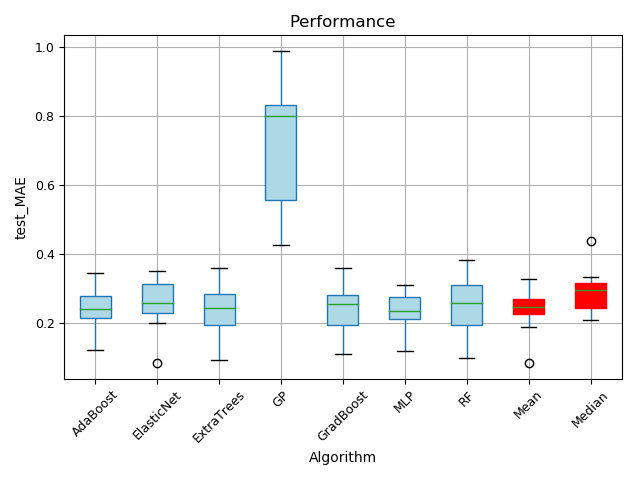 Performance
1.0
0.8
0.6
0.4
0.2
test_MAE
AdaBoost
ElasticNet
ExtraTrees
GP
GradBoost
MLP
RF
Mean
Median
Algorithm